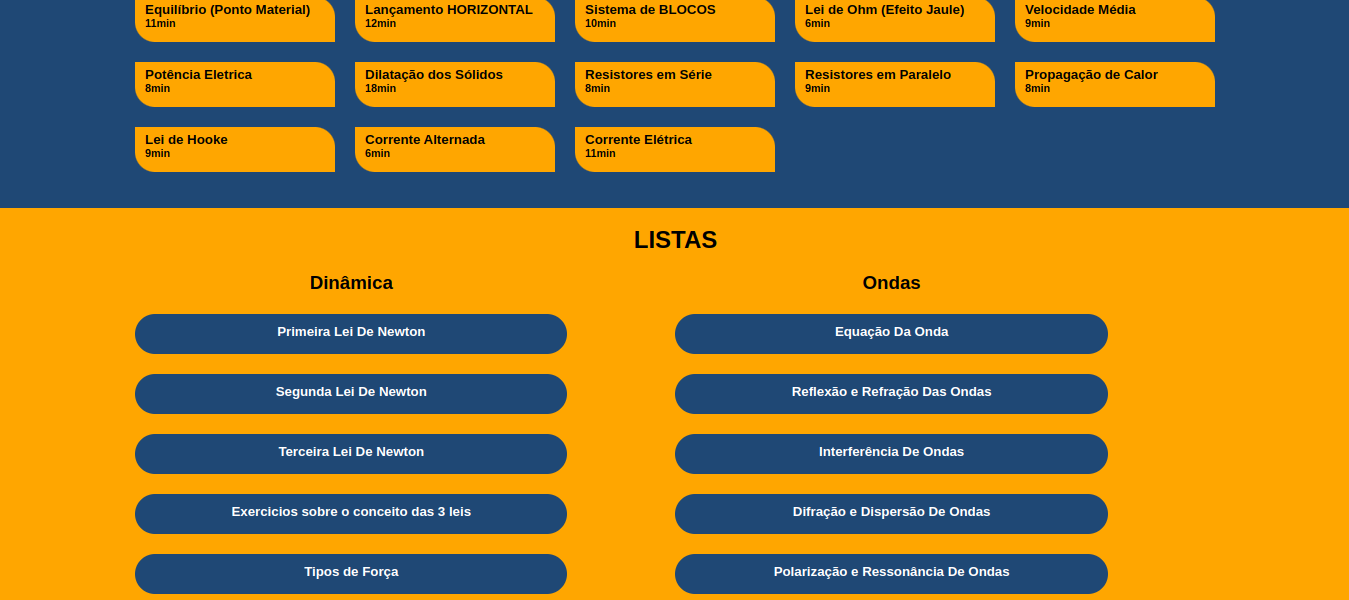 Equilíbrio (Ponto Material)
11min
Lançamento HORIZONTAL
12min
Sistema de BLOCOS
10min
Lei de Ohm (Efeito Jaule)
6min
Velocidade Média
9min
Potência Eletrica
8min
Dilatação dos Sólidos
18min
Resistores em Série
8min
Resistores em Paralelo
9min
Propagação de Calor
8min
Lei de Hooke
9min
Corrente Alternada
6min
Corrente Elétrica
11min
LISTAS
Dinâmica
Primeira Lei De Newton
Segunda Lei De Newton
Terceira Lei De Newton
Exercicios sobre o conceito das 3 leis
Tipos de Força
Ondas
Equação Da Onda
Reflexão e Refração Das Ondas
Interferência De Ondas
Difração e Dispersão De Ondas
Polarização e Ressonância De Ondas